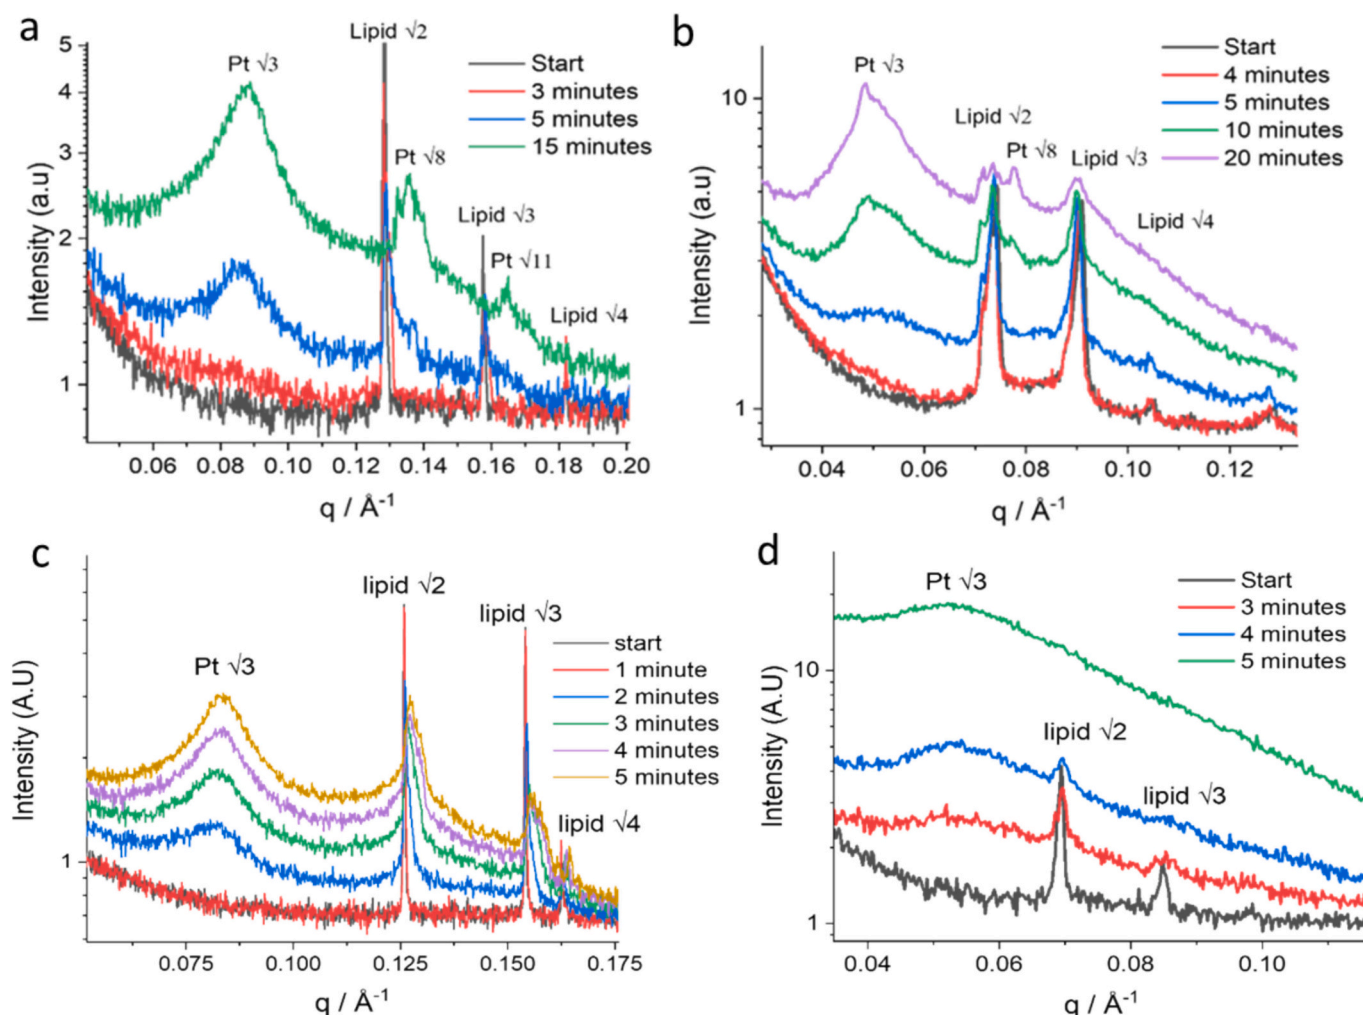 a
5
4
3
2
1
Intensity (a.u)
Pt √3
Lipid √2
Start
3 minutes
5 minutes
15 minutes
Pt √8
Lipid √3
Pt √11
Lipid √4
0.06 0.08 0.10 0.12 0.14 0.16 0.18 0.20
q / Å-1
b
10
1
Intensity (a.u)
Pt √3
Start
4 minutes
5 minutes
10 minutes
20 minutes
Lipid √2
Pt √8
Lipid √3
Lipid √4
0.04 0.06 0.08 0.10 0.12
q / Å-1
c
1
Intensity (A.U)
Pt √3
lipid √2
lipid √3
start
1 minute
2 minutes
3 minutes
4 minutes
5 minutes
lipid √4
0.075 0.100 0.125 0.150 0.175
q / Å-1
d
10
1
Intensity (A.U)
Pt √3
Start
3 minutes
4 minutes
5 minutes
lipid √2
lipid √3
0.04 0.06 0.08 0.10
q / Å-1